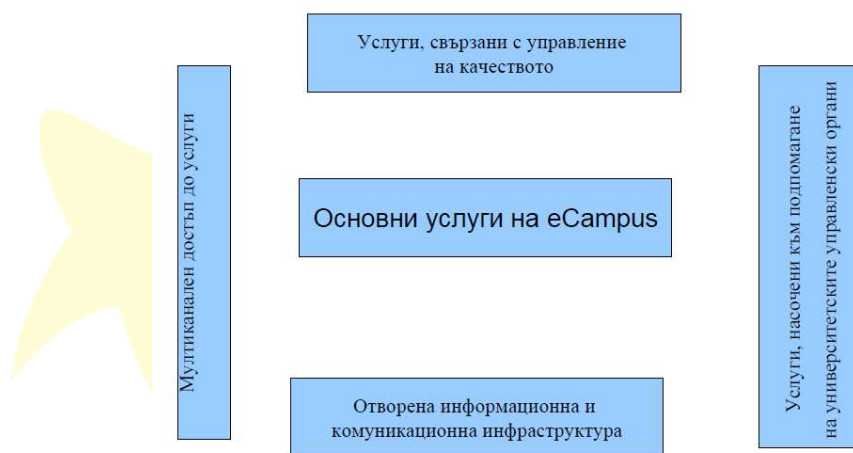 Услуги, свързани с управление
на качеството
Мултиканален достъп до услуги
Основни услуги на eCampus
Услуги, насочени към подпомагане
на университетските управленски органи
Отворена информационна и
комуникационна инфраструктура